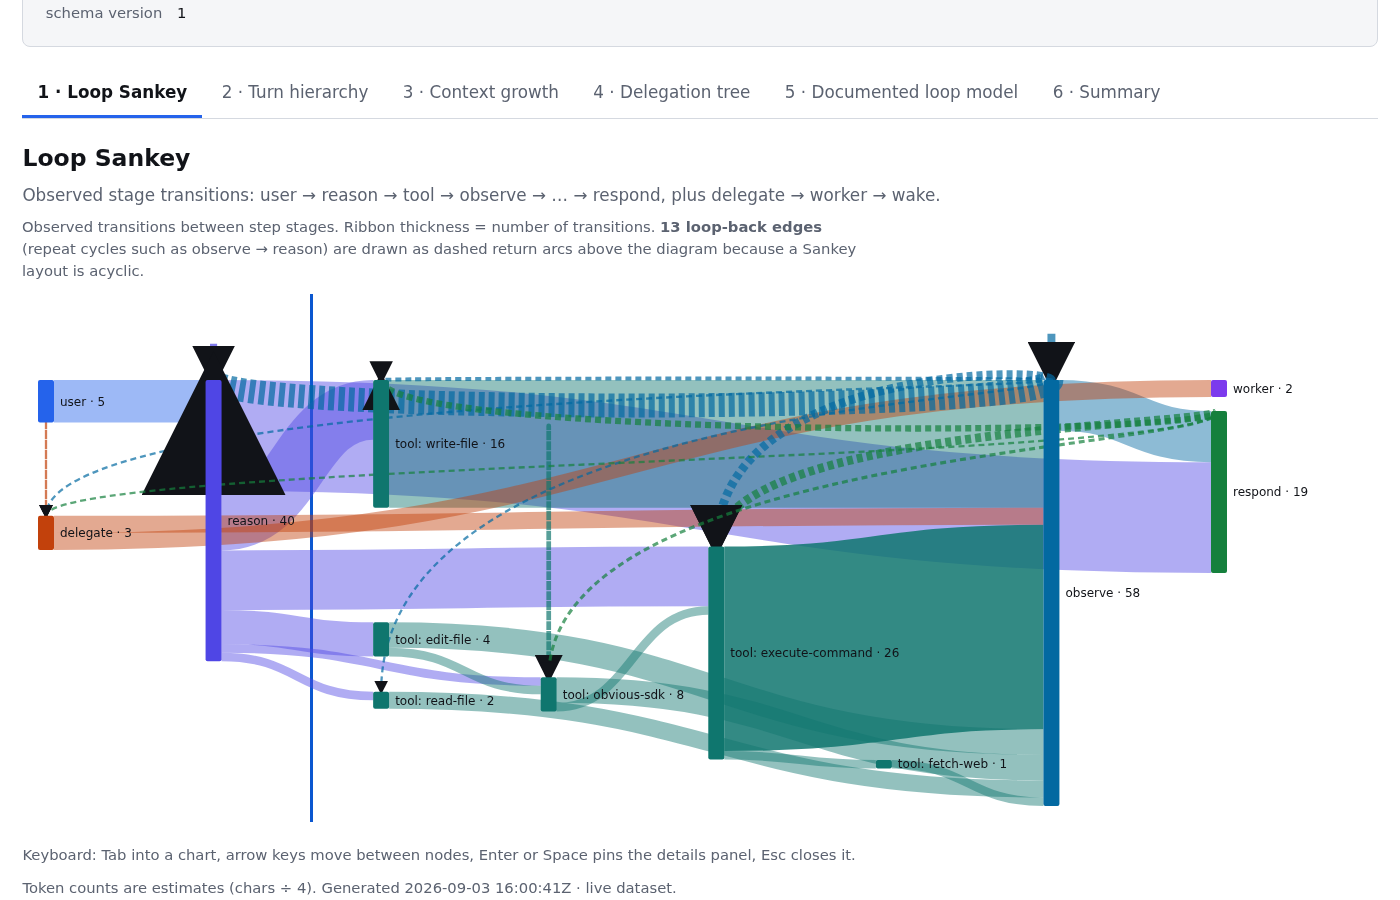 schema version 1
1 · Loop Sankey 2 · Turn hierarchy 3 · Context growth 4 · Delegation tree 5 · Documented loop model 6 · Summary
Loop Sankey
Observed stage transitions: user → reason → tool → observe → … → respond, plus delegate → worker → wake.
Observed transitions between step stages. Ribbon thickness = number of transitions. 13 loop-back edges
(repeat cycles such as observe → reason) are drawn as dashed return arcs above the diagram because a Sankey
layout is acyclic.
user · 5
delegate · 3
reason · 40
tool: write-file · 16
tool: edit-file · 4
tool: read-file · 2
tool: obvious-sdk · 8
tool: execute-command · 26
tool: fetch-web · 1
observe · 58
worker · 2
respond · 19
Keyboard: Tab into a chart, arrow keys move between nodes, Enter or Space pins the details panel, Esc closes it.
Token counts are estimates (chars ÷ 4). Generated 2026-09-03 16:00:41Z · live dataset.